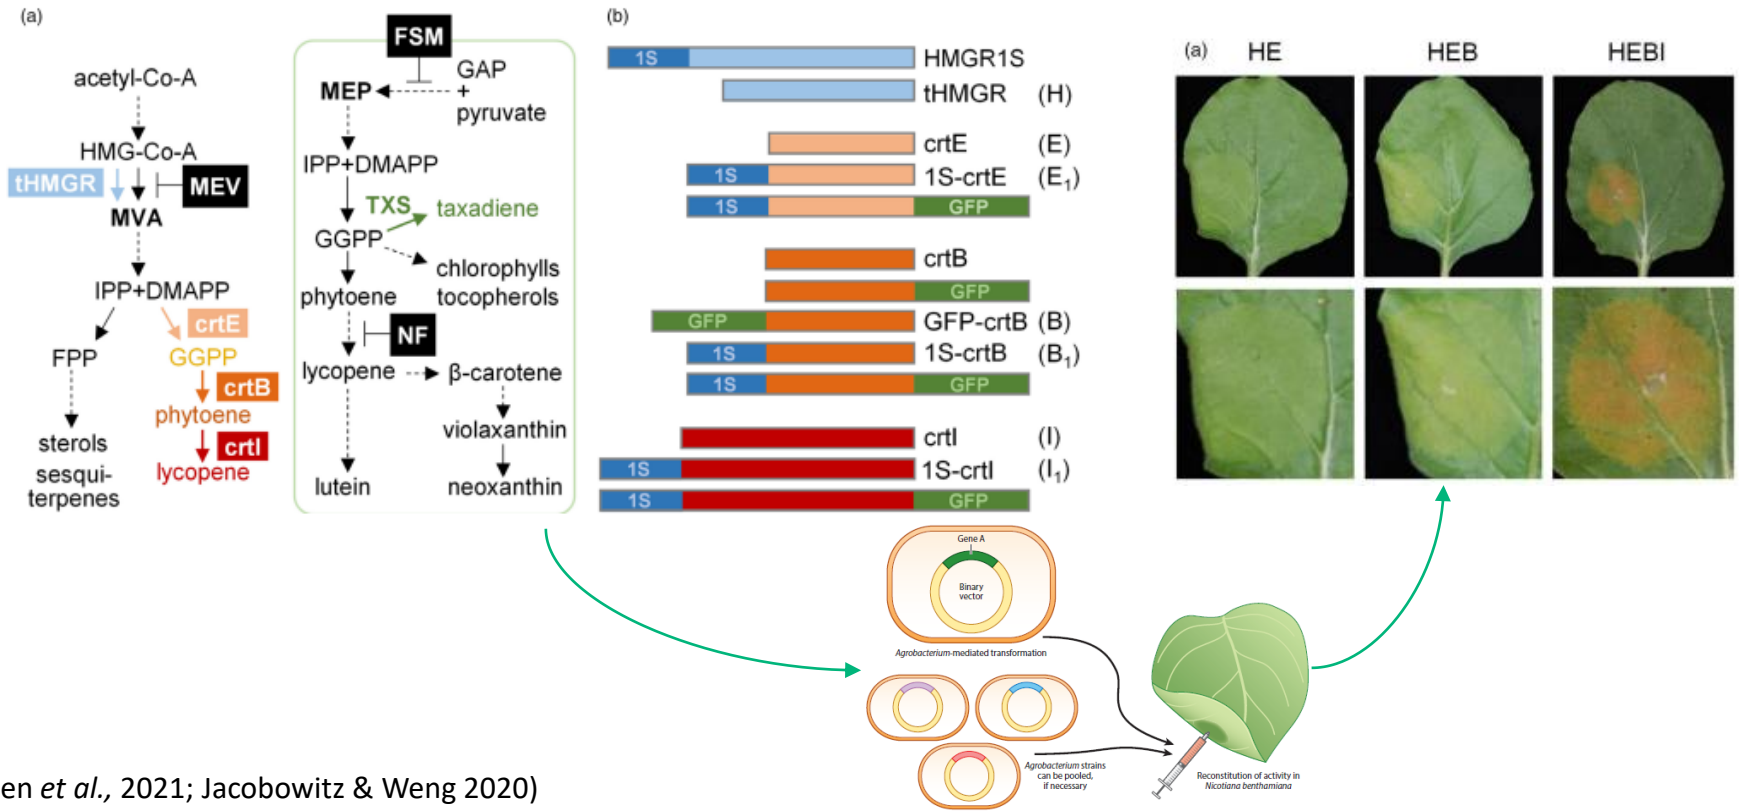 (a)
acetyl-Co-A
HMG-Co-A
tHMGR
MEV
MVA
IPP+DMAPP
crtE
FPP
GGPP
crtB
phytoene
crtI
sterols
lycopene
sesqui-
terpenes
FSM
GAP
MEP
+
pyruvate
IPP+DMAPP
TXS
taxadiene
GGPP
chlorophylls
tocopherols
phytoene
NF
lycopene
β-carotene
violaxanthin
lutein
neoxanthin
(b)
1S HMGR1S
tHMGR (H)
crtE (E)
1S 1S-crtE (E1)
1S GFP
crtB
GFP
GFP GFP-crtB (B)
1S 1S-crtB (B1)
1S GFP
crtI (I)
1S 1S-crtI (I1)
1S GFP
(a) HE HEB HEBI
Gene A
Binary
vector
Agrobacterium-mediated transformation
Agrobacterium strains
can be pooled,
if necessary
Reconstitution of activity in
Nicotiana benthamiana
en et al., 2021; Jacobowitz & Weng 2020)